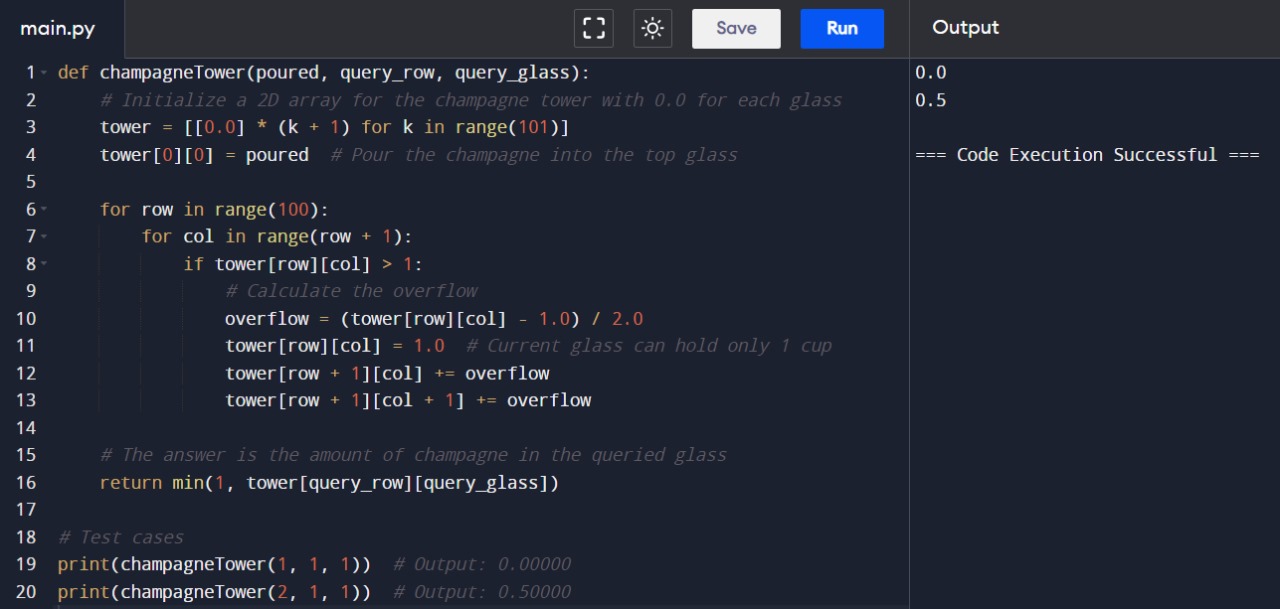 main.py
Save
Run
Output
1 def champagneTower(poured, query_row, query_glass):
2     # Initialize a 2D array for the champagne tower with 0.0 for each glass
3     tower = [[0.0] * (k + 1) for k in range(101)]
4     tower[0][0] = poured  # Pour the champagne into the top glass
5
6     for row in range(100):
7         for col in range(row + 1):
8             if tower[row][col] > 1:
9                 # Calculate the overflow
10                 overflow = (tower[row][col] - 1.0) / 2.0
11                 tower[row][col] = 1.0  # Current glass can hold only 1 cup
12                 tower[row + 1][col] += overflow
13                 tower[row + 1][col + 1] += overflow
14
15     # The answer is the amount of champagne in the queried glass
16     return min(1, tower[query_row][query_glass])
17
18 # Test cases
19 print(champagneTower(1, 1, 1))  # Output: 0.00000
20 print(champagneTower(2, 1, 1))  # Output: 0.50000
0.0
0.5
=== Code Execution Successful ===